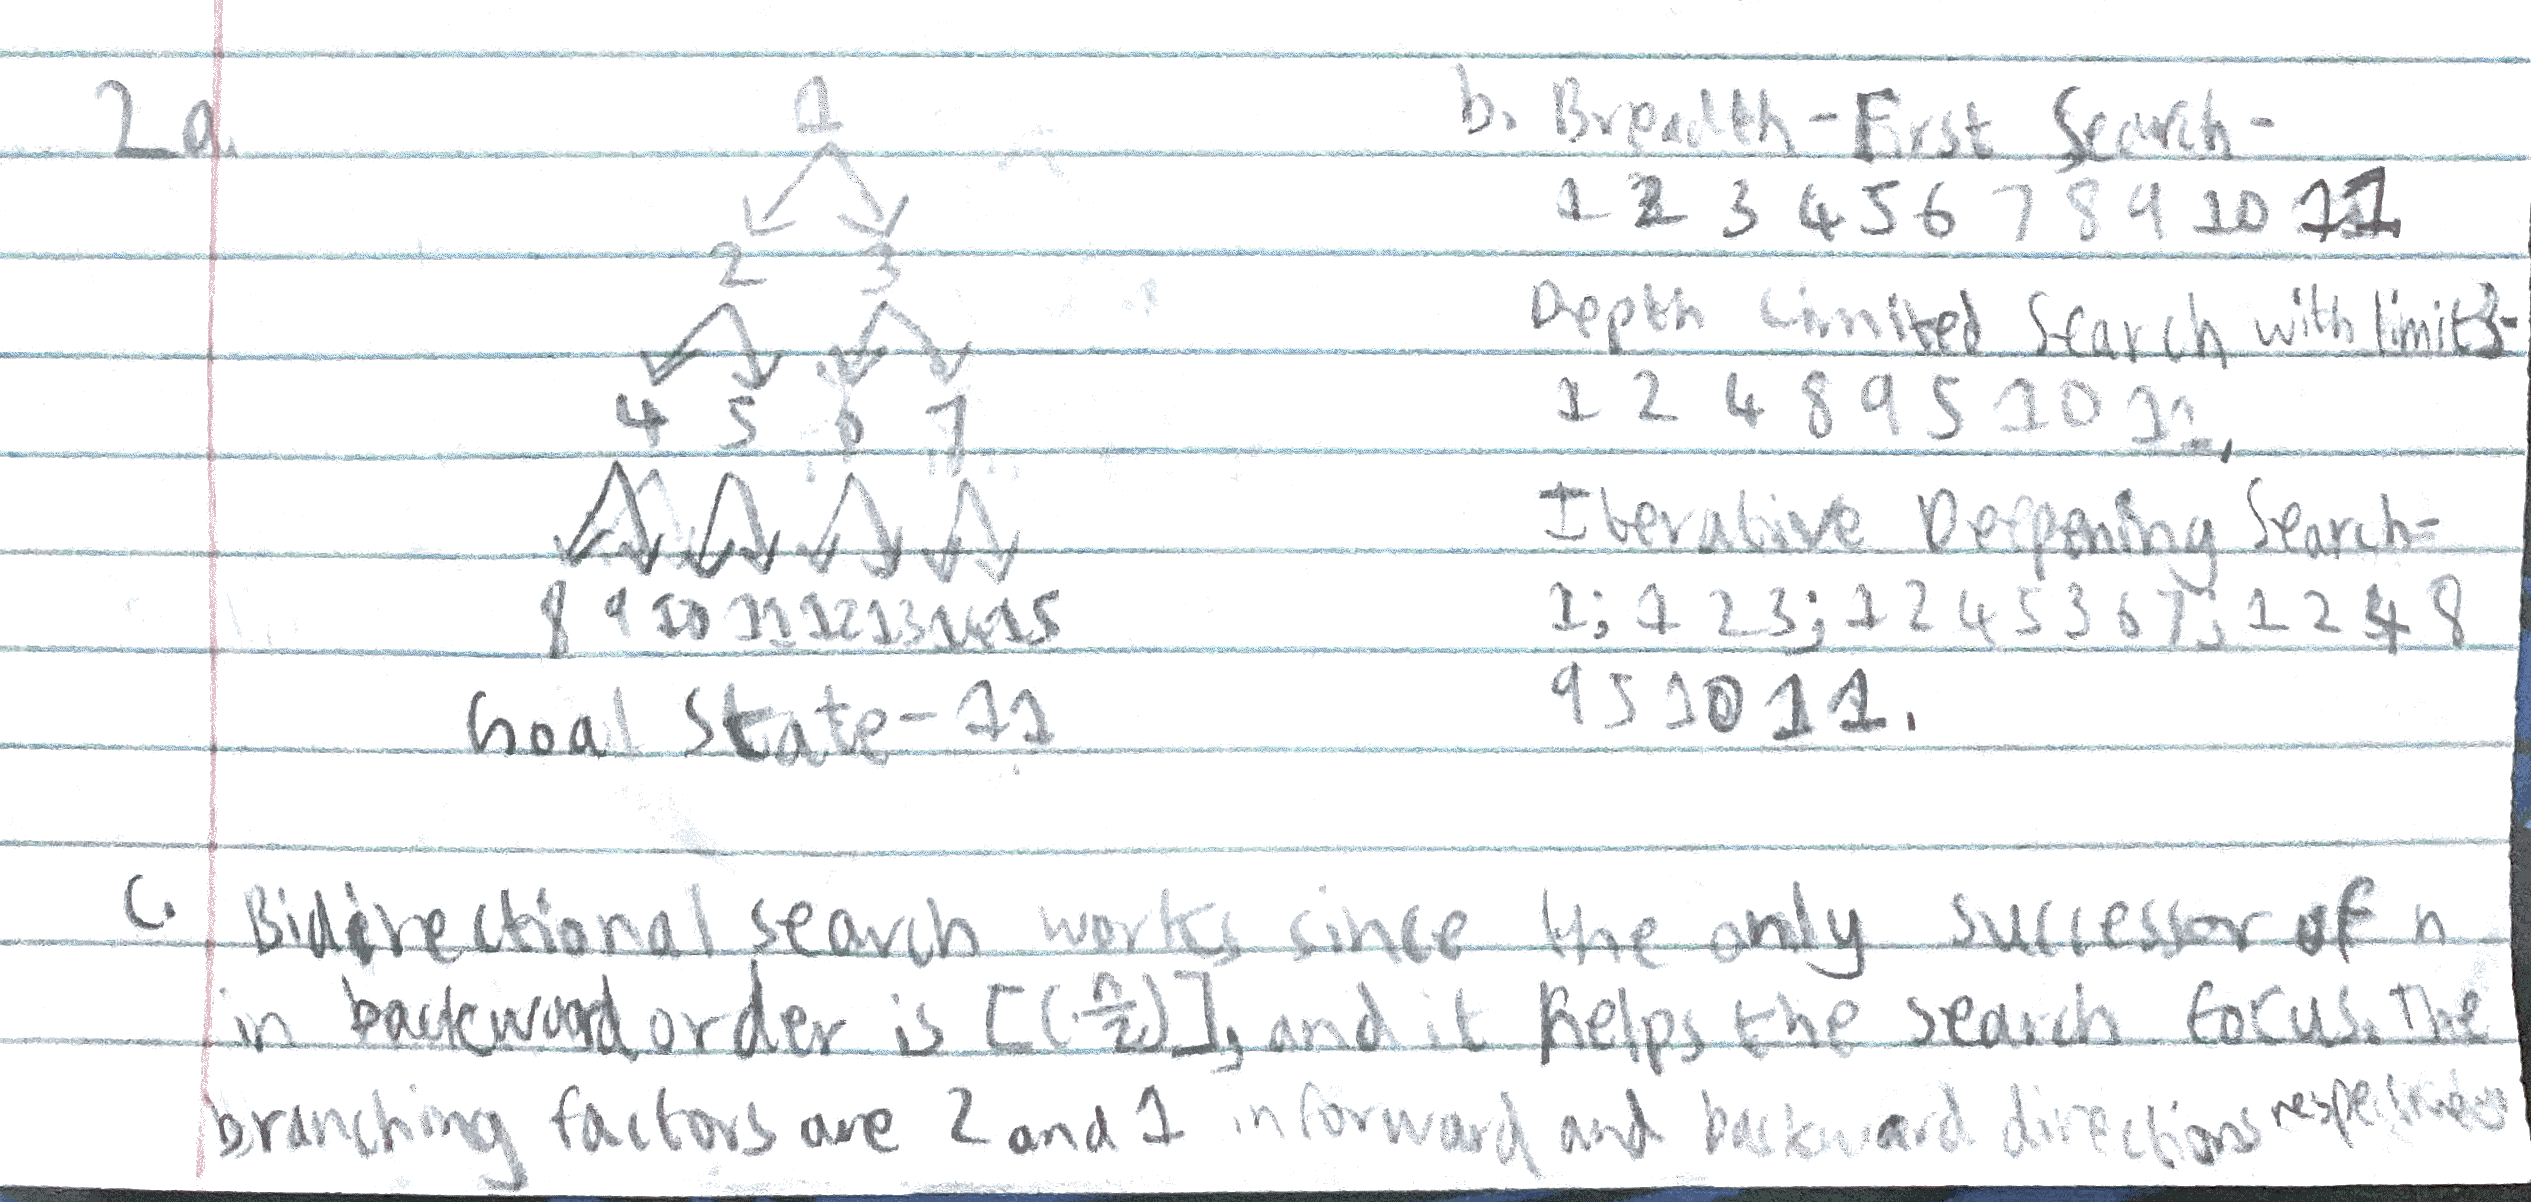 2a.
1
2 3
4 5 6 7
8 9 10 11 12 13 14 15
Goal State - 11
b. Breadth-First Search-
1 2 3 4 5 6 7 8 9 10 11
Depth Limited Search with limit 3-
1 2 4 8 9 5 10 11,
Iterative Deepening Search-
1; 1 2 3; 1 2 4 5 3 6 7; 1 2 4 8
9 5 10 11.
c. Bidirectional search works since the only successor of n
in backward order is [(n/2)], and it helps the search focus. The
branching factors are 2 and 1 in forward and backward directions respectively